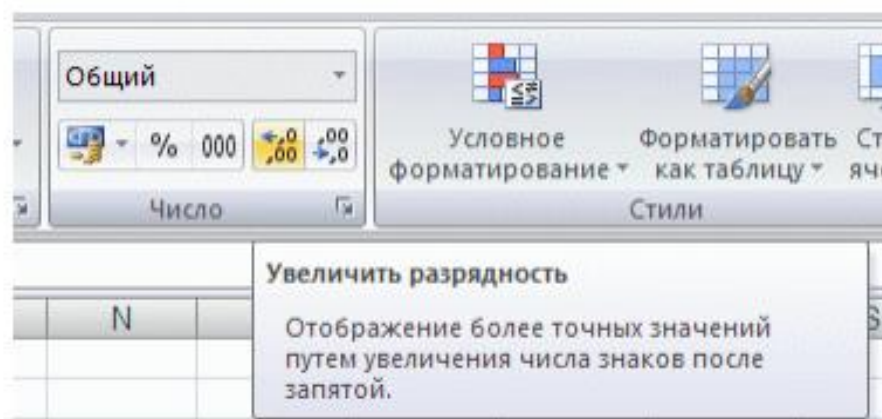 Общий
% 000 ,0 ,00 ,00 ,0
Условное форматирование
Форматировать как таблицу
Число
Стили
Увеличить разрядность
N
Отображение более точных значений
путем увеличения числа знаков после
запятой.